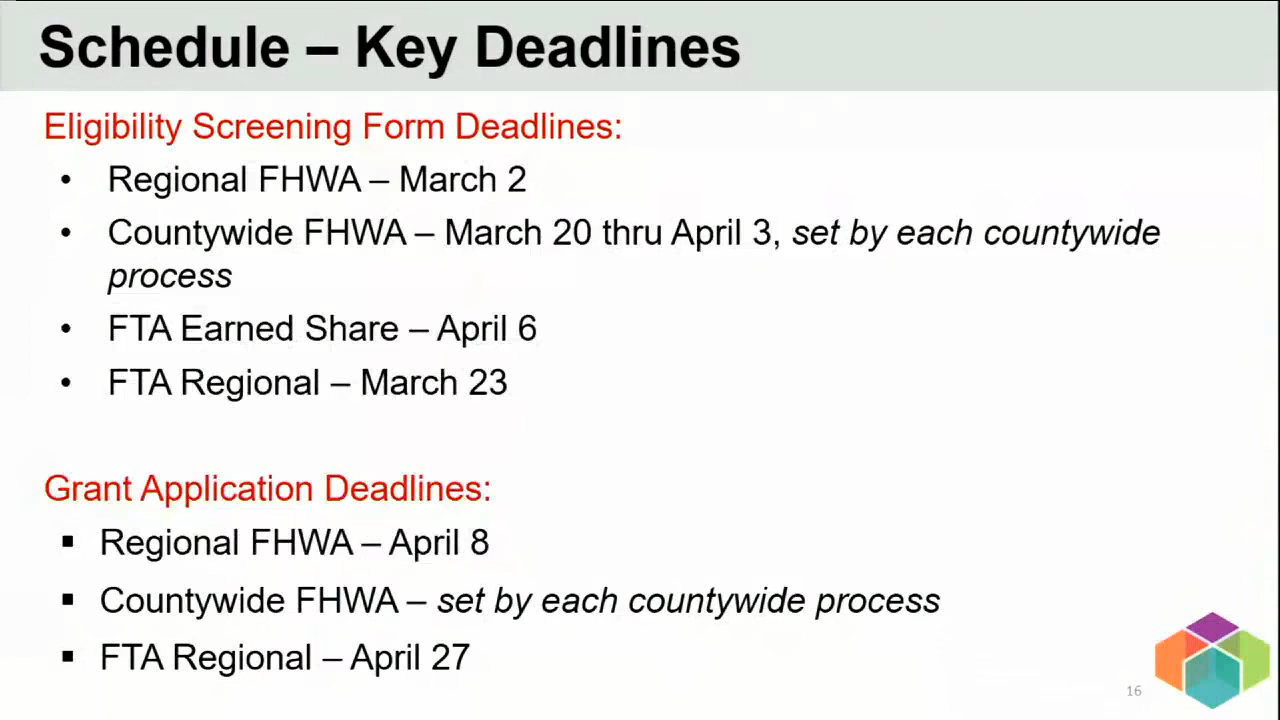 Schedule – Key Deadlines
Eligibility Screening Form Deadlines:
• Regional FHWA – March 2
• Countywide FHWA – March 20 thru April 3, set by each countywide
process
• FTA Earned Share – April 6
• FTA Regional – March 23
Grant Application Deadlines:
▪ Regional FHWA – April 8
▪ Countywide FHWA – set by each countywide process
▪ FTA Regional – April 27
16